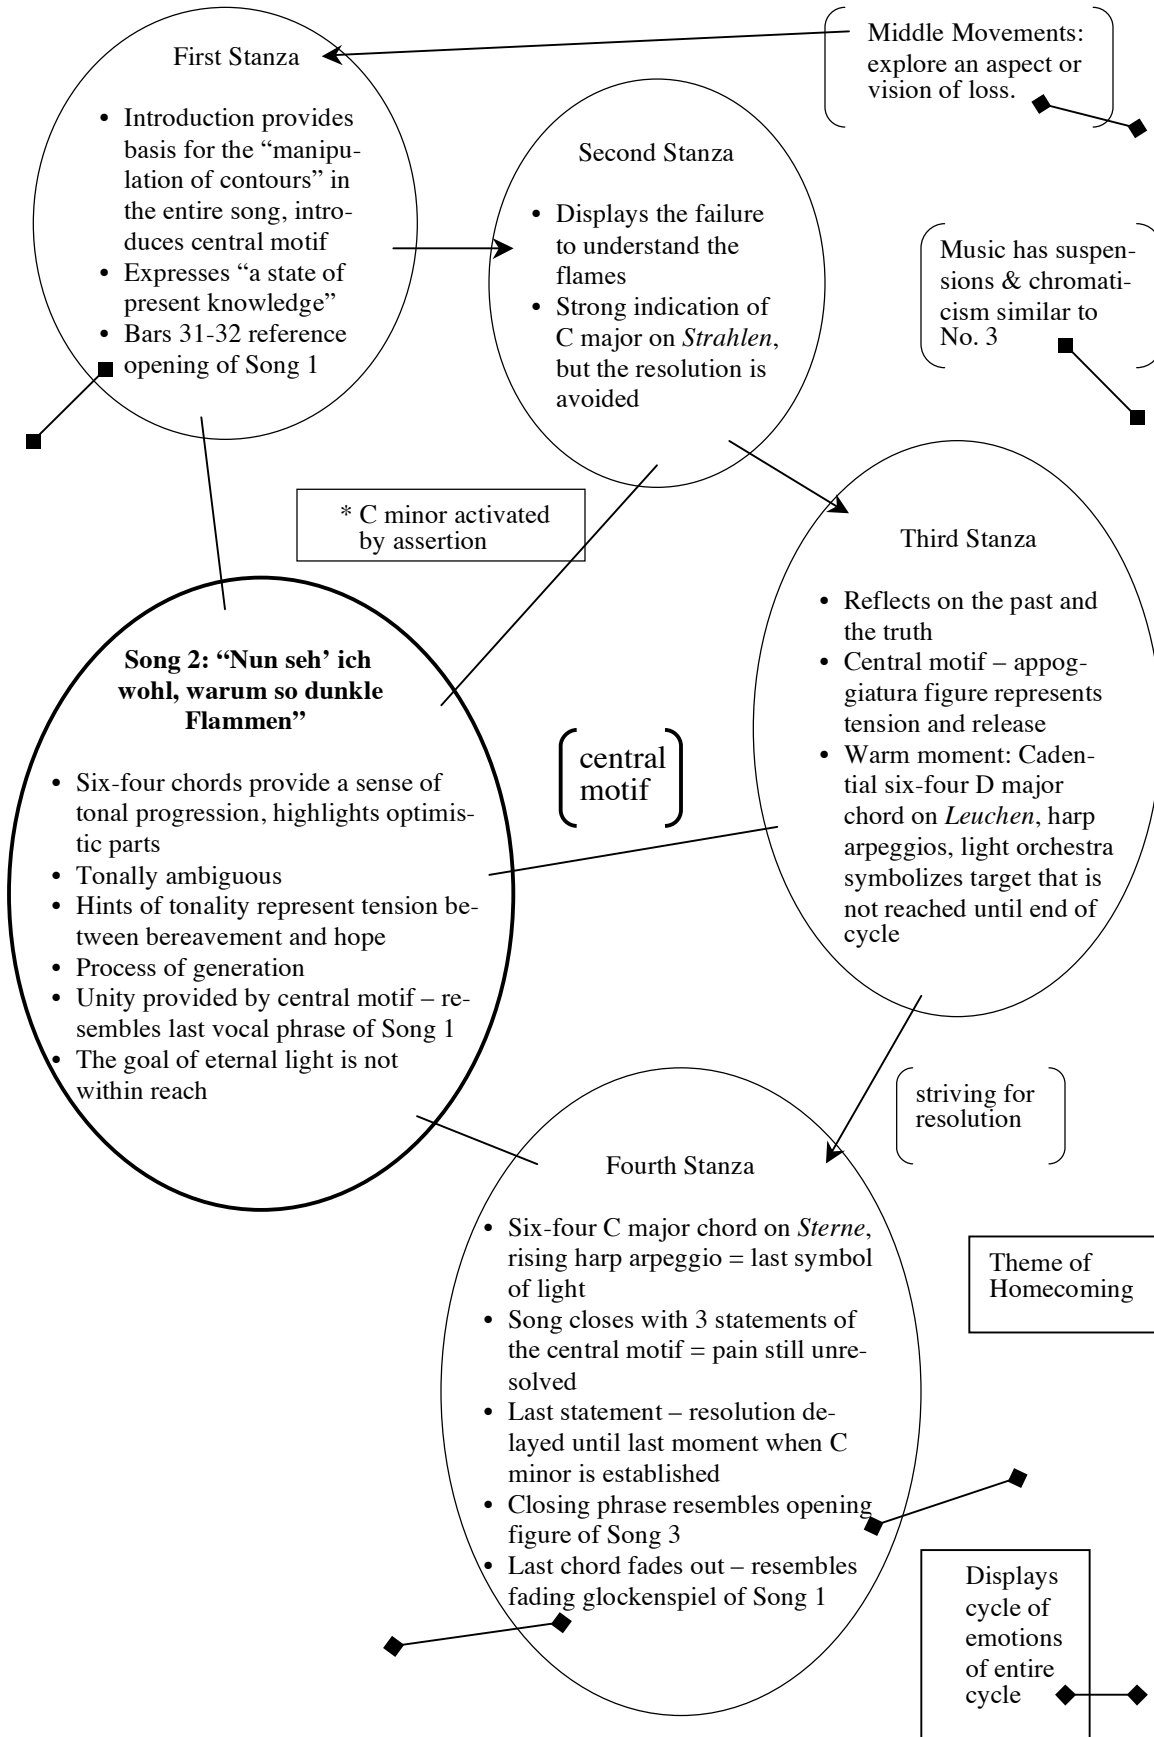 First Stanza
• Introduction provides
basis for the “manipu-
lation of contours” in
the entire song, intro-
duces central motif
• Expresses “a state of
present knowledge”
• Bars 31-32 reference
opening of Song 1
Middle Movements:
explore an aspect or
vision of loss.
Second Stanza
• Displays the failure
to understand the
flames
• Strong indication of
C major on Strahlen,
but the resolution is
avoided
Music has suspen-
sions & chromati-
cism similar to
No. 3
* C minor activated
by assertion
Third Stanza
• Reflects on the past and
the truth
• Central motif – appog-
giatura figure represents
tension and release
• Warm moment: Caden-
tial six-four D major
chord on Leuchen, harp
arpeggios, light orchestra
symbolizes target that is
not reached until end of
cycle
Song 2: “Nun seh’ ich
wohl, warum so dunkle
Flammen”
• Six-four chords provide a sense of
tonal progression, highlights optimis-
tic parts
• Tonally ambiguous
• Hints of tonality represent tension be-
tween bereavement and hope
• Process of generation
• Unity provided by central motif – re-
sembles last vocal phrase of Song 1
• The goal of eternal light is not
within reach
central
motif
striving for
resolution
Fourth Stanza
• Six-four C major chord on Sterne,
rising harp arpeggio = last symbol
of light
• Song closes with 3 statements of
the central motif = pain still unre-
solved
• Last statement – resolution de-
layed until last moment when C
minor is established
• Closing phrase resembles opening
figure of Song 3
• Last chord fades out – resembles
fading glockenspiel of Song 1
Theme of
Homecoming
Displays
cycle of
emotions
of entire
cycle